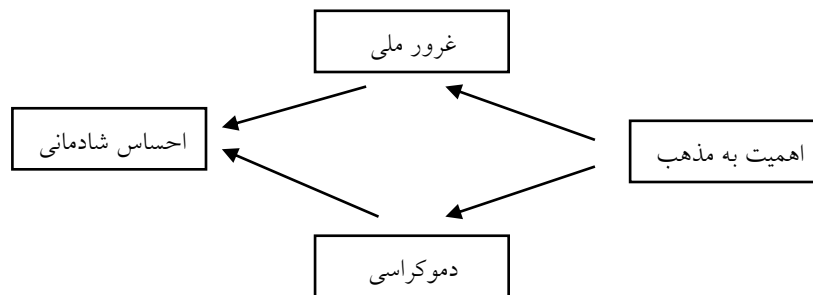 غرور ملی
اهمیت به مذهب
احساس شادمانی
دموکراسی